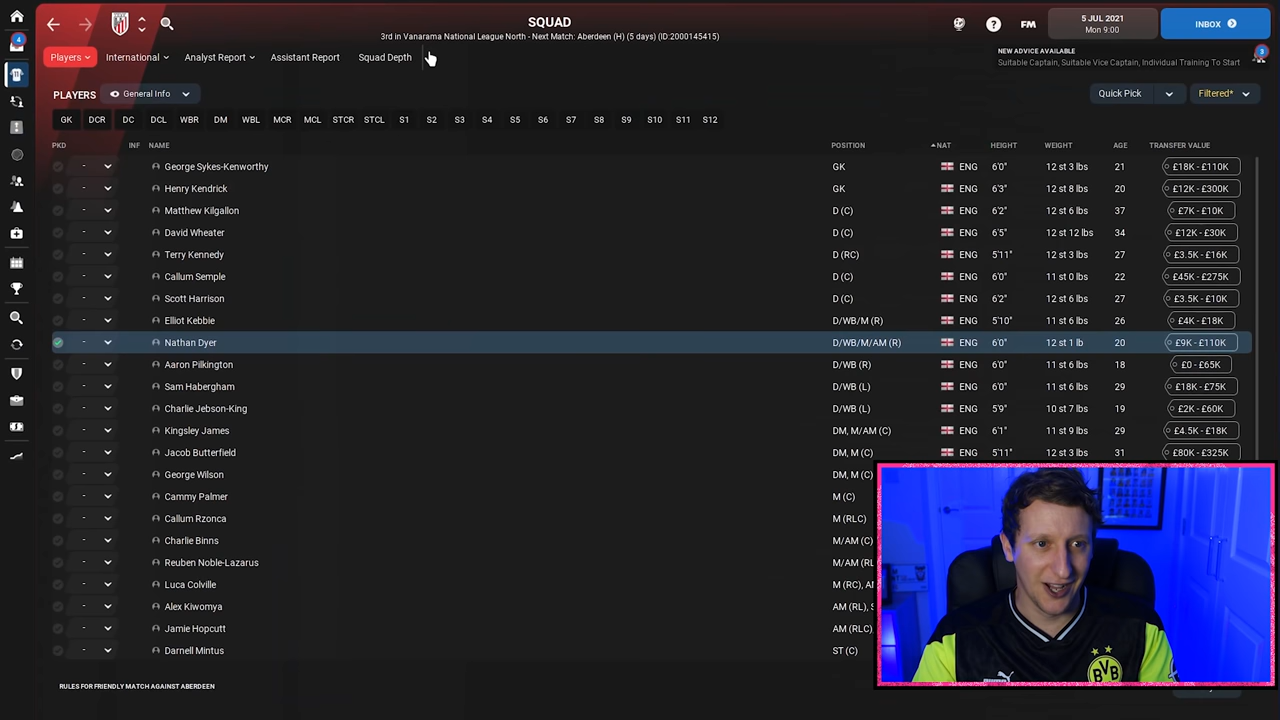 SQUAD
3rd in Vanarama National League North - Next Match: Aberdeen (H) (5 days) (ID:2000145415)
FM
5 JUL 2021
Mon 9:00
INBOX
4
Players
International
Analyst Report
Assistant Report
Squad Depth
NEW ADVICE AVAILABLE
Suitable Captain, Suitable Vice Captain, Individual Training To Start
3
PLAYERS
General Info
Quick Pick
Filtered*
GK DCR DC DCL WBR DM WBL MCR MCL STCR STCL S1 S2 S3 S4 S5 S6 S7 S8 S9 S10 S11 S12
PKD INF NAME POSITION NAT HEIGHT WEIGHT AGE TRANSFER VALUE
- George Sykes-Kenworthy GK ENG 6'0" 12 st 3 lbs 21 £18K - £110K
- Henry Kendrick GK ENG 6'3" 12 st 8 lbs 20 £12K - £300K
- Matthew Kilgallon D (C) ENG 6'2" 12 st 6 lbs 37 £7K - £10K
- David Wheater D (C) ENG 6'5" 12 st 12 lbs 34 £12K - £30K
- Terry Kennedy D (RC) ENG 5'11" 12 st 3 lbs 27 £3.5K - £16K
- Callum Semple D (C) ENG 6'0" 11 st 0 lbs 22 £45K - £275K
- Scott Harrison D (C) ENG 6'2" 12 st 6 lbs 27 £3.5K - £10K
- Elliot Kebbie D/WB/M (R) ENG 5'10" 11 st 6 lbs 26 £4K - £18K
- Nathan Dyer D/WB/M/AM (R) ENG 6'0" 12 st 1 lb 20 £9K - £110K
- Aaron Pilkington D/WB (R) ENG 6'0" 11 st 6 lbs 18 £0 - £65K
- Sam Habergham D/WB (L) ENG 6'0" 11 st 6 lbs 29 £18K - £75K
- Charlie Jebson-King D/WB (L) ENG 5'9" 10 st 7 lbs 19 £2K - £60K
- Kingsley James DM, M/AM (C) ENG 6'1" 11 st 9 lbs 29 £4.5K - £18K
- Jacob Butterfield DM, M (C) ENG 5'11" 12 st 3 lbs 31 £80K - £325K
- George Wilson DM, M (C)
- Cammy Palmer M (C)
- Callum Rzonca M (RLC)
- Charlie Binns M/AM (C)
- Reuben Noble-Lazarus M/AM (RL
- Luca Colville M (RC), A
- Alex Kiwomya AM (RL), S
- Jamie Hopcutt AM (RLC)
- Darnell Mintus ST (C)
RULES FOR FRIENDLY MATCH AGAINST ABERDEEN
BVB
09